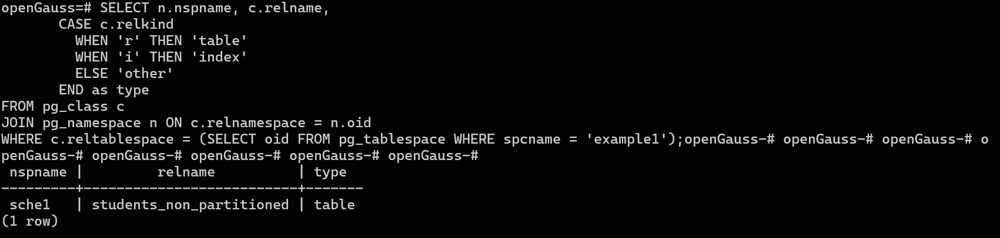 openGauss=# SELECT n.nspname, c.relname,
       CASE c.relkind
         WHEN 'r' THEN 'table'
         WHEN 'i' THEN 'index'
         ELSE 'other'
       END as type
FROM pg_class c
JOIN pg_namespace n ON c.relnamespace = n.oid
WHERE c.reltablespace = (SELECT oid FROM pg_tablespace WHERE spcname = 'example1');openGauss-# openGauss-# openGauss-# o
penGauss-# openGauss-# openGauss-# openGauss-# openGauss-#
 nspname |         relname          | type
---------+--------------------------+-------
 sche1   | students_non_partitioned | table
(1 row)